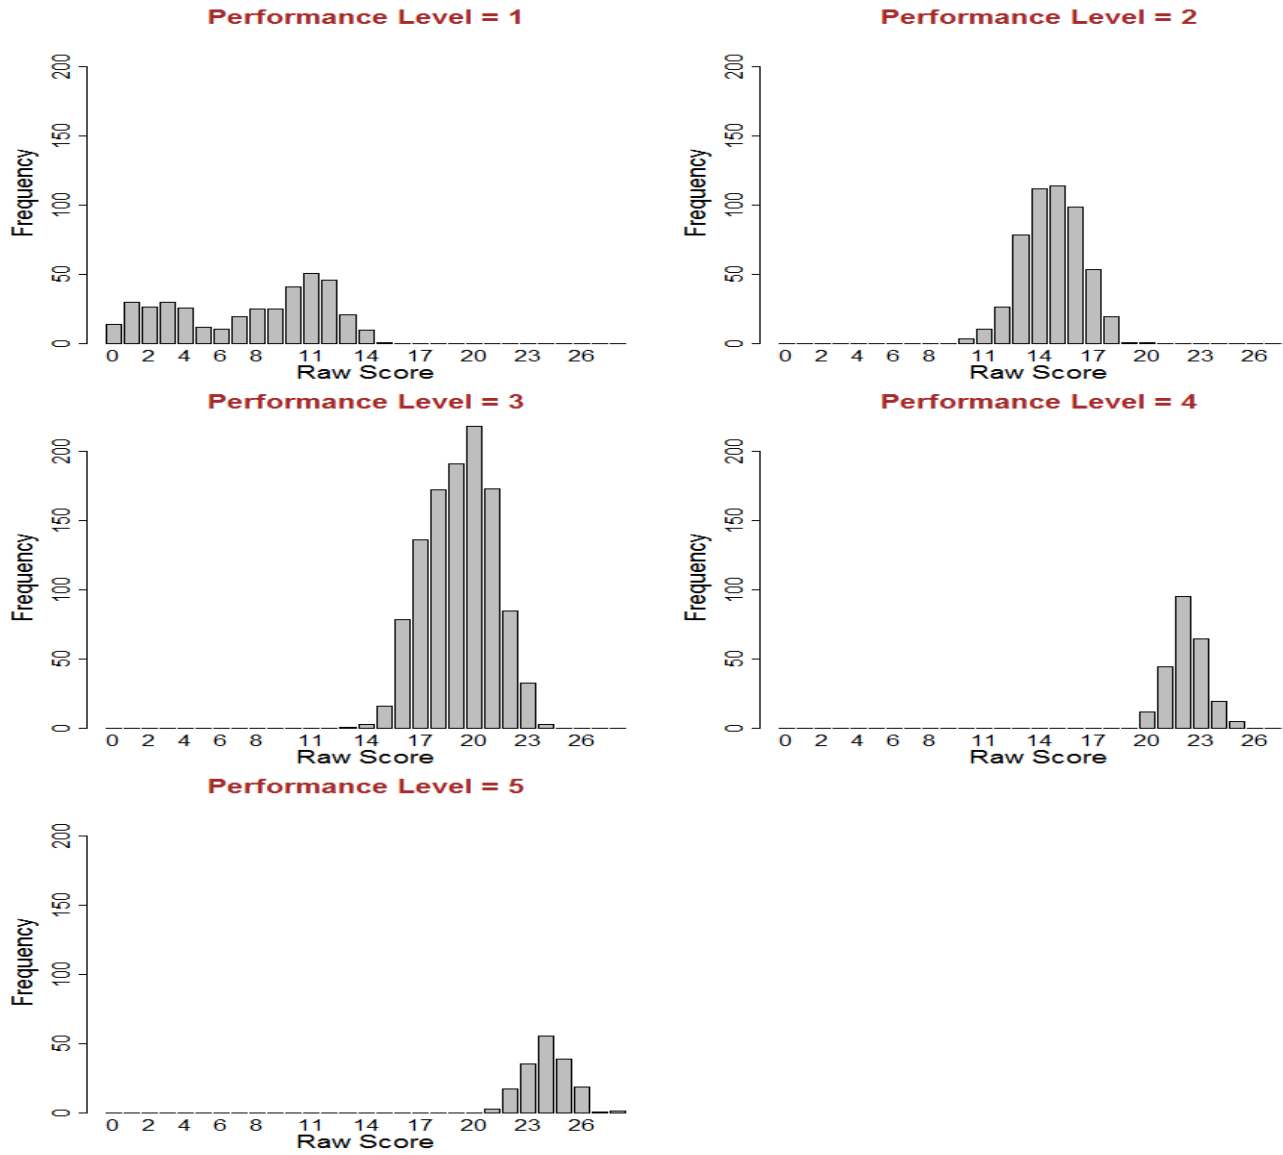 Performance Level = 1
200
150
100
50
0
Frequency
0 2 4 6 8 11 14 17 20 23 26
Raw Score
Performance Level = 2
200
150
100
50
0
Frequency
0 2 4 6 8 11 14 17 20 23 26
Raw Score
Performance Level = 3
200
150
100
50
0
Frequency
0 2 4 6 8 11 14 17 20 23 26
Raw Score
Performance Level = 4
200
150
100
50
0
Frequency
0 2 4 6 8 11 14 17 20 23 26
Raw Score
Performance Level = 5
200
150
100
50
0
Frequency
0 2 4 6 8 11 14 17 20 23 26
Raw Score